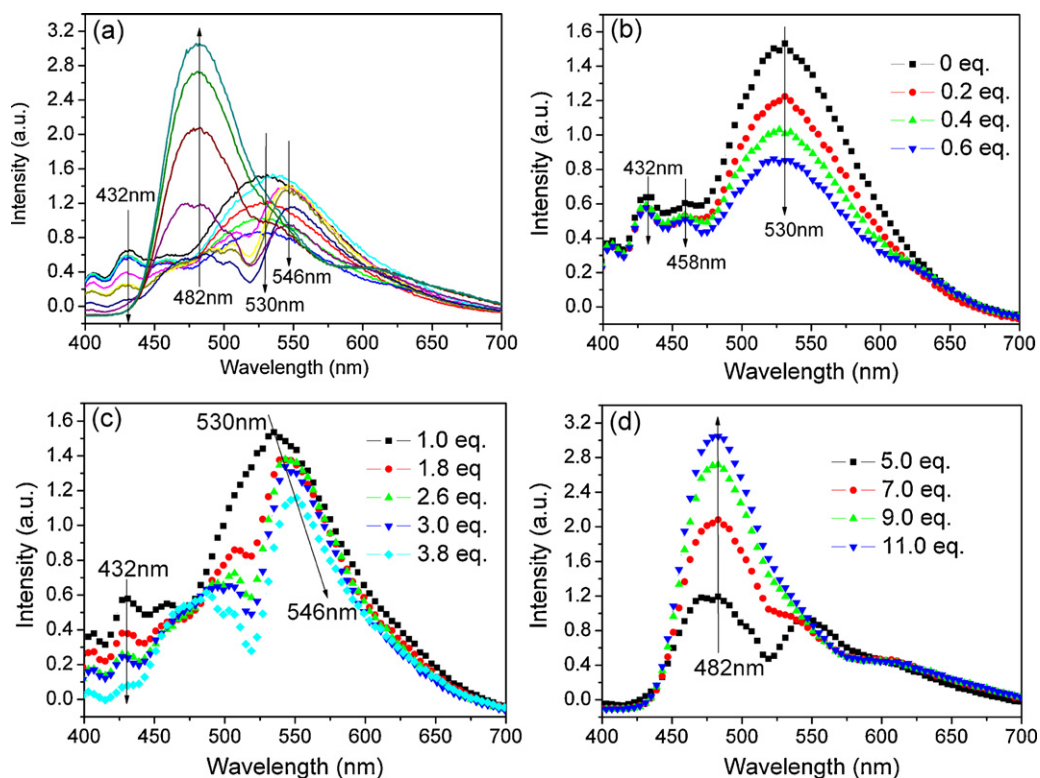 (a)
3.2
2.8
2.4
2.0
1.6
1.2
0.8
0.4
0.0
Intensity (a.u.)
432nm
482nm
530nm
546nm
400 450 500 550 600 650 700
Wavelength (nm)
(b)
1.6
1.4
1.2
1.0
0.8
0.6
0.4
0.2
0.0
Intensity (a.u.)
0 eq.
0.2 eq.
0.4 eq.
0.6 eq.
432nm
458nm
530nm
400 450 500 550 600 650 700
Wavelength (nm)
(c)
1.6
1.4
1.2
1.0
0.8
0.6
0.4
0.2
0.0
Intensity (a.u.)
530nm
1.0 eq.
1.8 eq.
2.6 eq.
3.0 eq.
3.8 eq.
432nm
546nm
400 450 500 550 600 650 700
Wavelength (nm)
(d)
3.2
2.8
2.4
2.0
1.6
1.2
0.8
0.4
0.0
Intensity (a.u.)
5.0 eq.
7.0 eq.
9.0 eq.
11.0 eq.
482nm
400 450 500 550 600 650 700
Wavelength (nm)